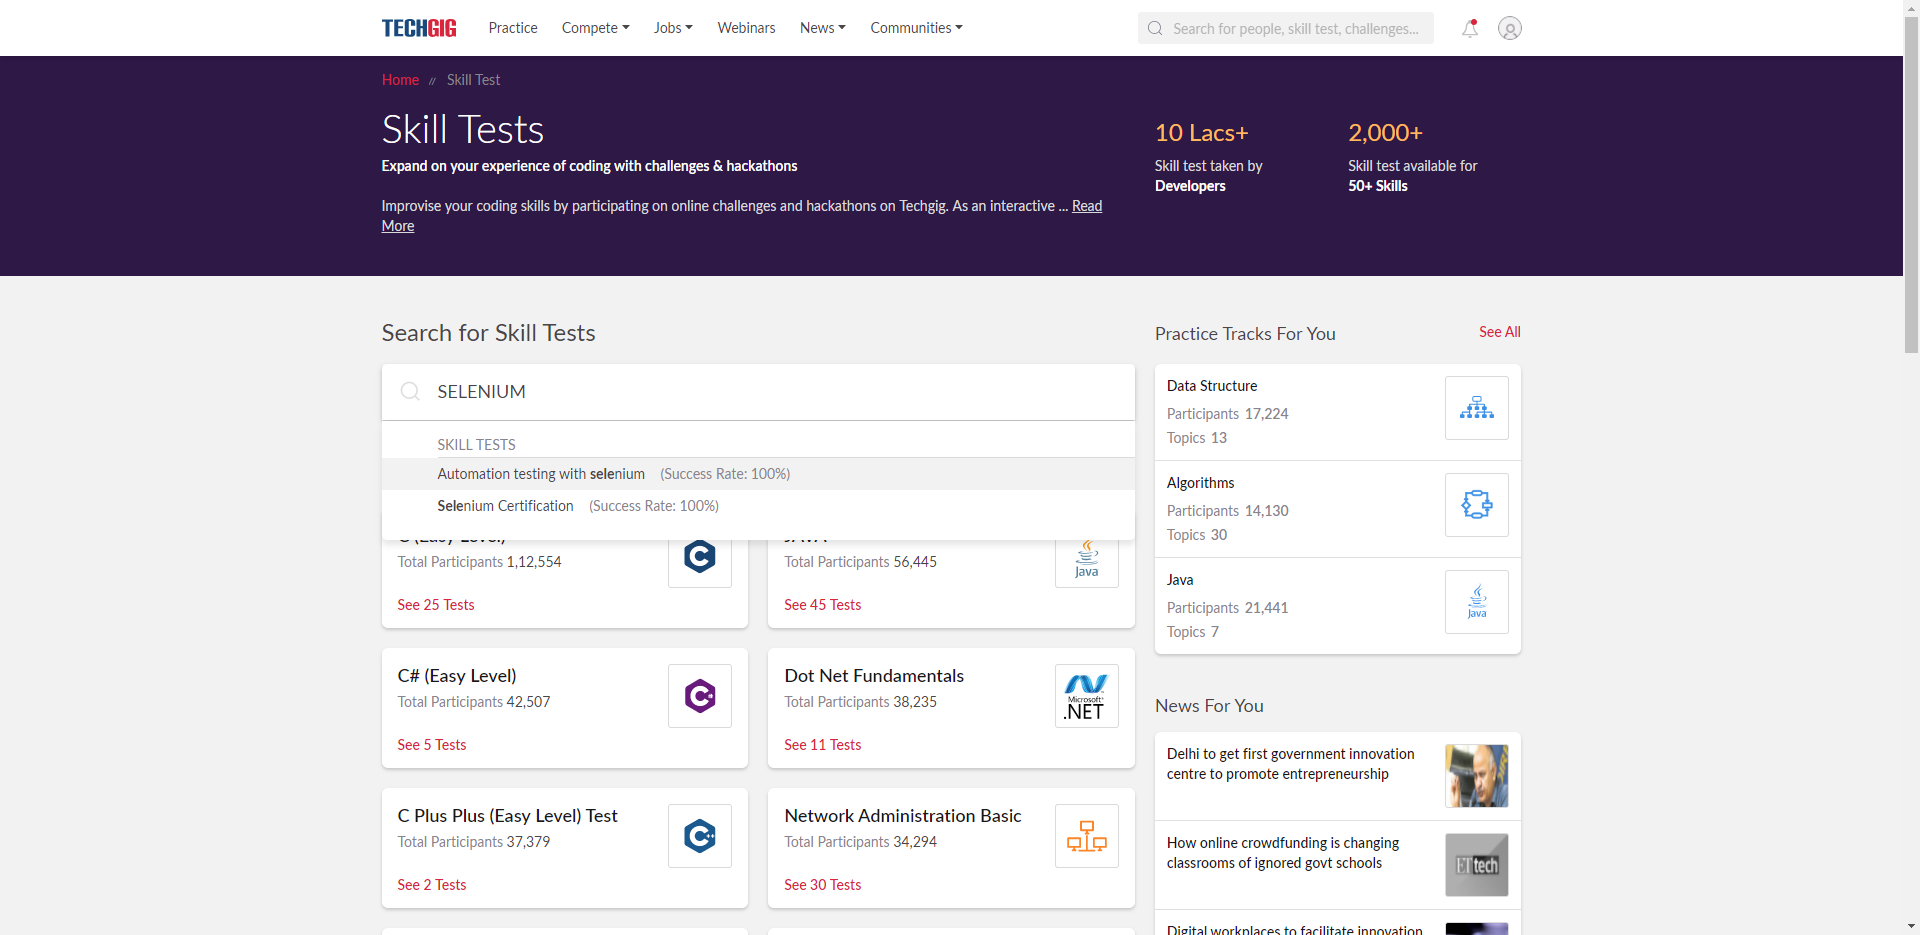 TECHGIG
Practice
Compete
Jobs
Webinars
News
Communities
Search for people, skill test, challenges...
Home // Skill Test
Skill Tests
Expand on your experience of coding with challenges & hackathons
Improvise your coding skills by participating on online challenges and hackathons on Techgig. As an interactive ... Read
More
10 Lacs+
Skill test taken by
Developers
2,000+
Skill test available for
50+ Skills
Search for Skill Tests
SELENIUM
SKILL TESTS
Automation testing with selenium (Success Rate: 100%)
Selenium Certification (Success Rate: 100%)
C (Easy Level)
Total Participants 1,12,554
See 25 Tests
JAVA
Total Participants 56,445
Java
See 45 Tests
C# (Easy Level)
Total Participants 42,507
See 5 Tests
Dot Net Fundamentals
Total Participants 38,235
Microsoft
.NET
See 11 Tests
C Plus Plus (Easy Level) Test
Total Participants 37,379
C++
See 2 Tests
Network Administration Basic
Total Participants 34,294
See 30 Tests
Practice Tracks For You
See All
Data Structure
Participants 17,224
Topics 13
Algorithms
Participants 14,130
Topics 30
Java
Participants 21,441
Topics 7
Java
News For You
Delhi to get first government innovation
centre to promote entrepreneurship
How online crowdfunding is changing
classrooms of ignored govt schools
ET tech
Digital workplaces to facilitate innovation